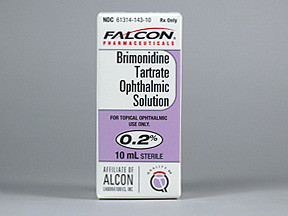 NDC 61314-143-10 Rx Only
FALCON
PHARMACEUTICALS
Brimonidine
Tartrate
Ophthalmic
Solution
FOR TOPICAL OPHTHALMIC
USE ONLY.
0.2%
10 mL STERILE
AFFILIATE OF
ALCON
LABORATORIES, INC.
QUALITY